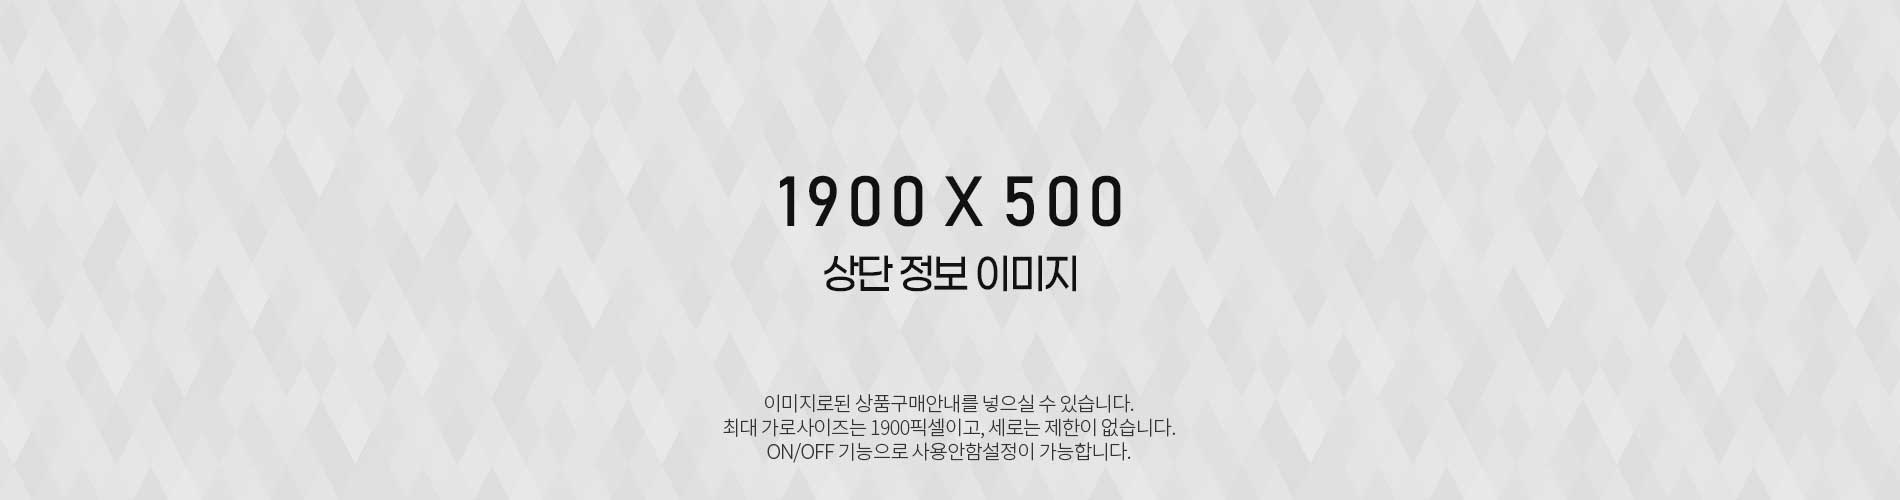 1900 X 500
상단 정보 이미지
이미지로된 상품구매안내를 넣으실 수 있습니다.
최대 가로사이즈는 1900픽셀이고, 세로는 제한이 없습니다.
ON/OFF 기능으로 사용안함설정이 가능합니다.